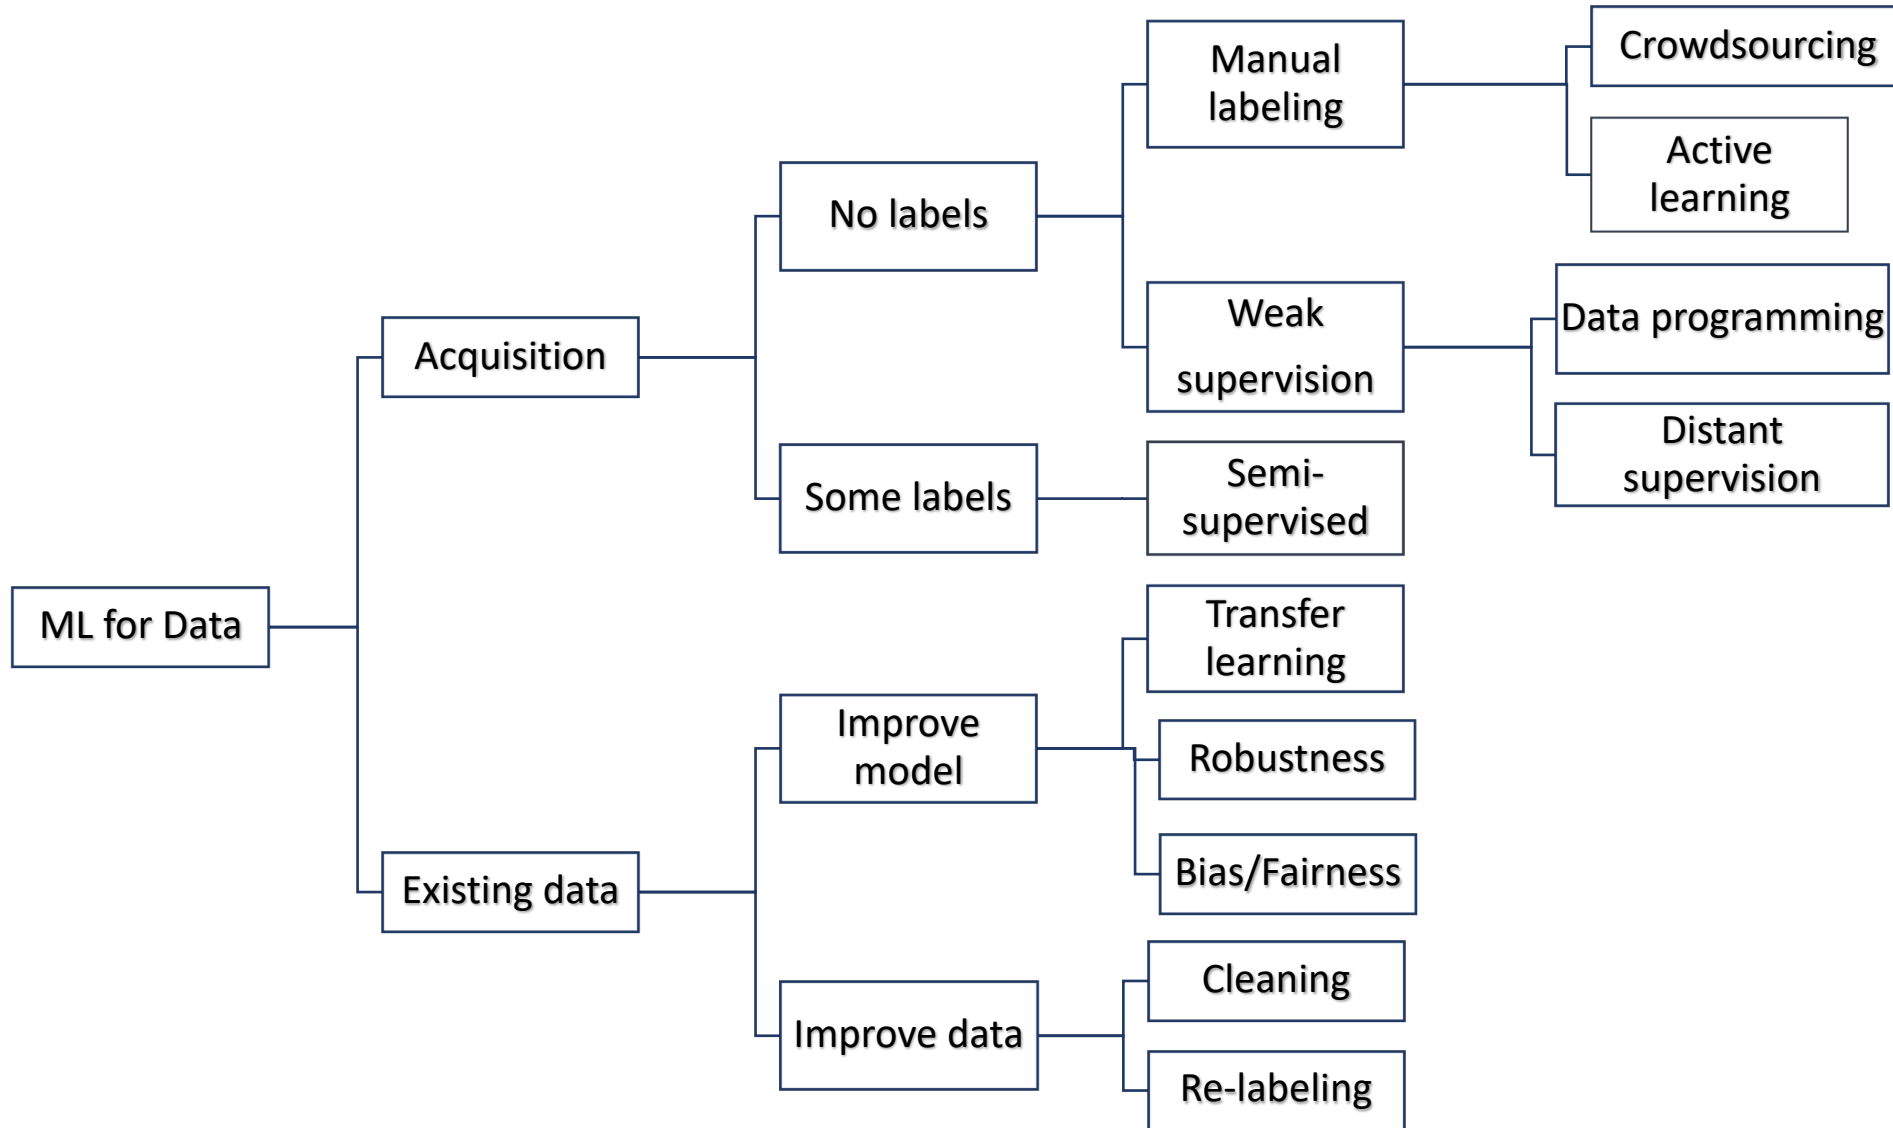 ML for Data
Acquisition
No labels
Manual
labeling
Crowdsourcing
Active
learning
Weak
supervision
Data programming
Distant
supervision
Some labels
Semi-
supervised
Existing data
Improve
model
Transfer
learning
Robustness
Bias/Fairness
Improve data
Cleaning
Re-labeling